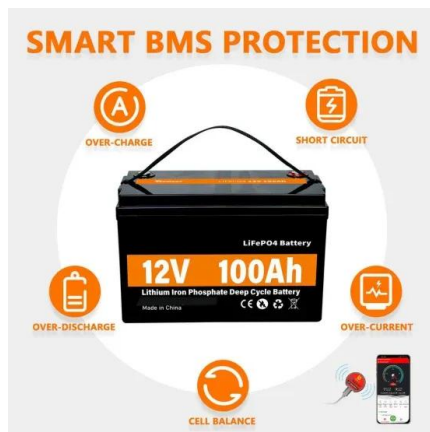 SMART BMS PROTECTION
OVER-CHARGE
SHORT CIRCUIT
LiFePO4 Battery
12V 100Ah
Lithium Iron Phosphate Deep Cycle Battery
Made in China
CE
OVER-DISCHARGE
OVER-CURRENT
CELL BALANCE